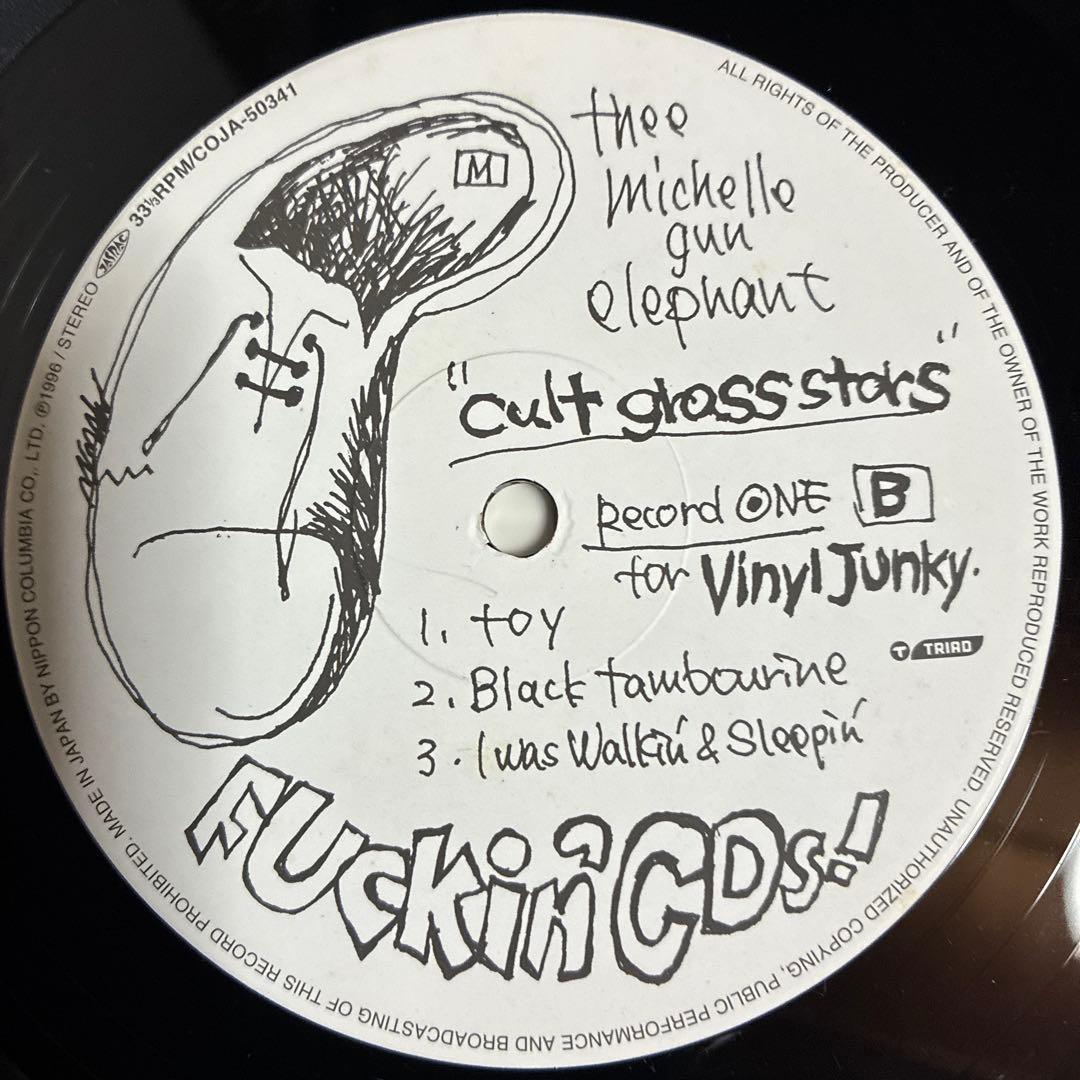 thee
michelle
gun
elephant
"cult grass stars"
Record ONE B
for Vinyl Junky.
1. toy
2. Black tambourine
3. I was Walkin' & Sleepin'
T TRIAD
M
FUCKin' CDs!
MADE IN JAPAN BY NIPPON COLUMBIA CO., LTD. ℗1996 / STEREO JASRAC 33⅓RPM/COJA-50341
ALL RIGHTS OF THE PRODUCER AND OF THE OWNER OF THE WORK REPRODUCED RESERVED. UNAUTHORIZED COPYING, PUBLIC PERFORMANCE AND BROADCASTING OF THIS RECORD PROHIBITED.